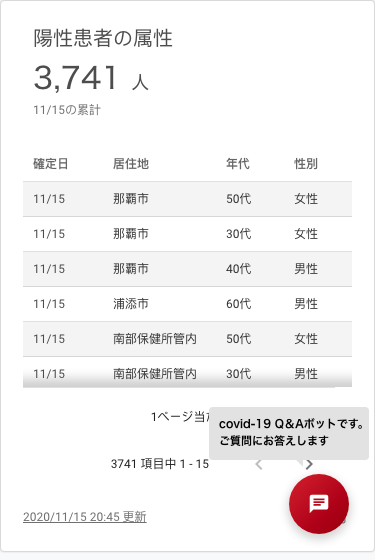 陽性患者の属性
3,741 人
11/15の累計
確定日 居住地 年代 性別
11/15 那覇市 50代 女性
11/15 那覇市 30代 女性
11/15 那覇市 40代 男性
11/15 浦添市 60代 男性
11/15 南部保健所管内 50代 女性
11/15 南部保健所管内 30代 男性
1ページ当
covid-19 Q&Aボットです。
ご質問にお答えします
3741 項目中 1 - 15
2020/11/15 20:45 更新